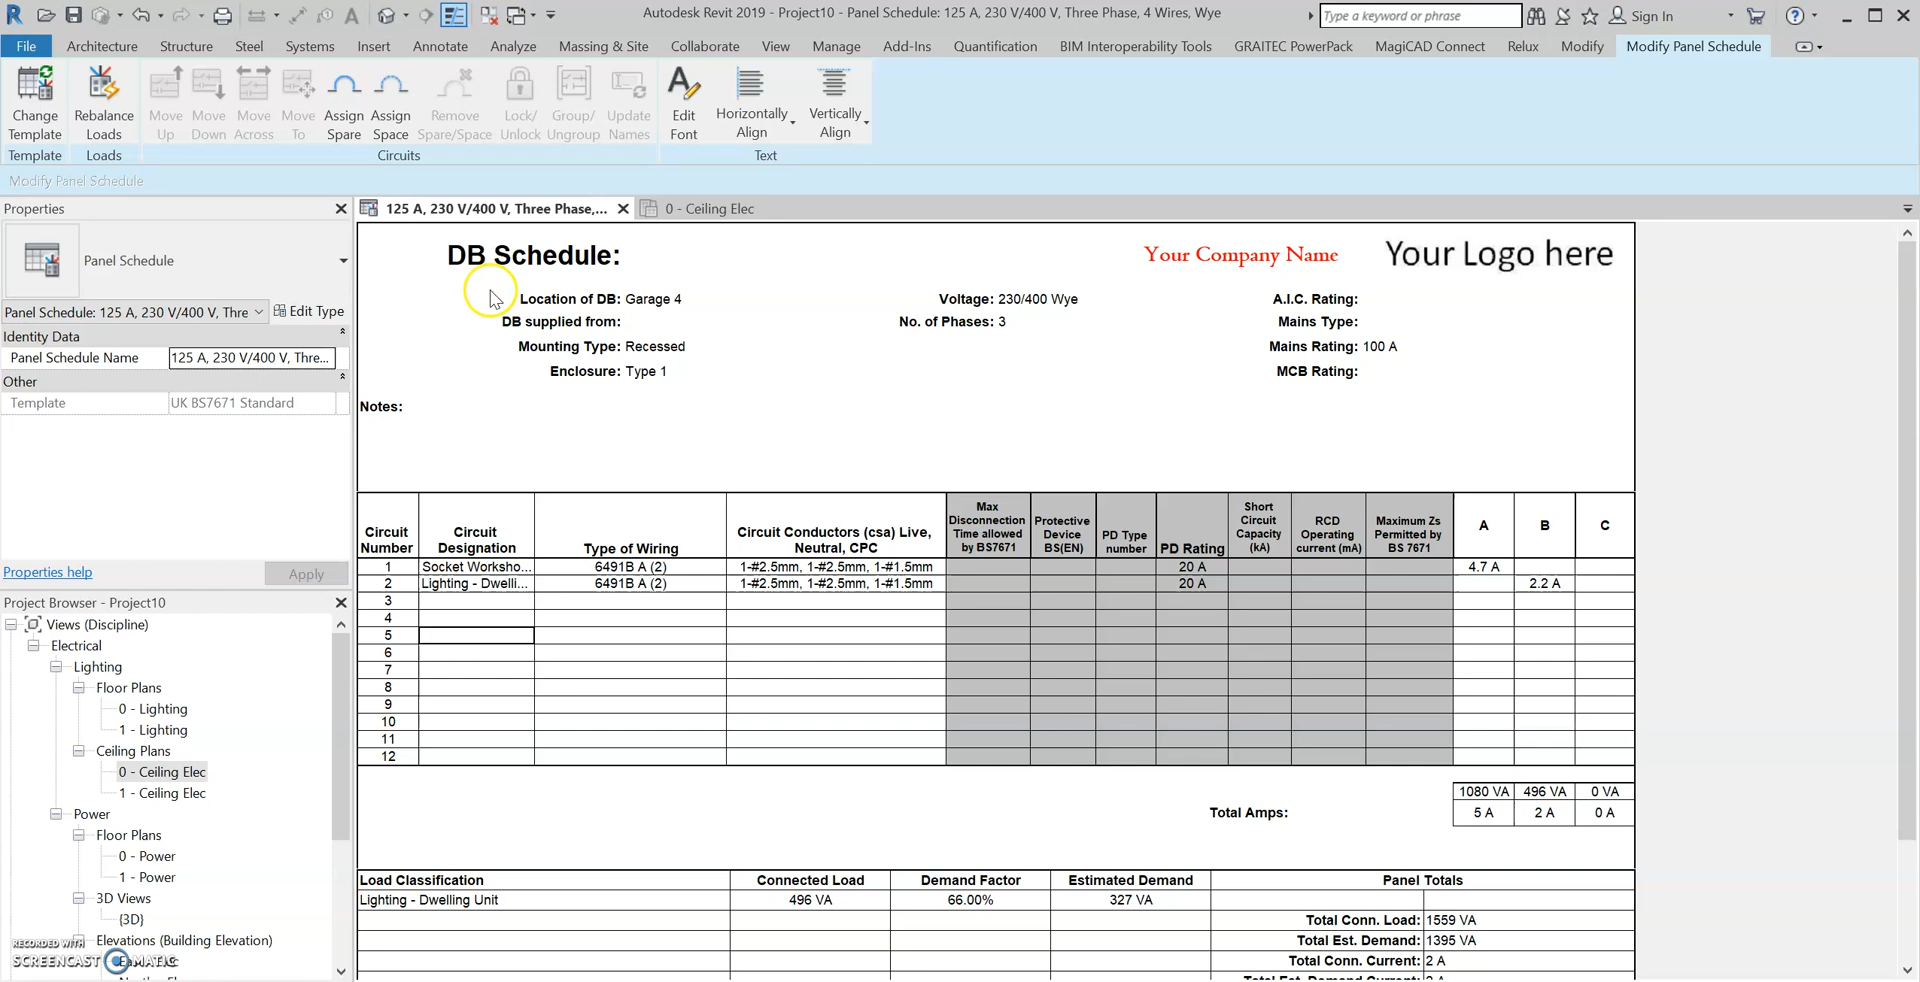 Autodesk Revit 2019 - Project10 - Panel Schedule: 125 A, 230 V/400 V, Three Phase, 4 Wires, Wye
Type a keyword or phrase
Sign In
File Architecture Structure Steel Systems Insert Annotate Analyze Massing & Site Collaborate View Manage Add-Ins Quantification BIM Interoperability Tools GRAITEC PowerPack MagiCAD Connect Relux Modify Modify Panel Schedule
Change Template
Rebalance Loads
Move Up
Move Down
Move Across
Move To
Assign Spare
Assign Space
Remove Spare/Space
Lock/ Unlock
Group/ Ungroup
Update Names
Edit Font
Horizontally Align
Vertically Align
Template Loads Circuits Text
Modify Panel Schedule
Properties
Panel Schedule
Panel Schedule: 125 A, 230 V/400 V, Thre
Edit Type
Identity Data
Panel Schedule Name 125 A, 230 V/400 V, Thre...
Other
Template UK BS7671 Standard
Properties help
Apply
Project Browser - Project10
Views (Discipline)
Electrical
Lighting
Floor Plans
0 - Lighting
1 - Lighting
Ceiling Plans
0 - Ceiling Elec
1 - Ceiling Elec
Power
Floor Plans
0 - Power
1 - Power
3D Views
{3D}
Elevations (Building Elevation)
RECORDED WITH
SCREENCAST MATIC
125 A, 230 V/400 V, Three Phase,...
0 - Ceiling Elec
DB Schedule:
Your Company Name
Your Logo here
Location of DB: Garage 4
Voltage: 230/400 Wye
A.I.C. Rating:
DB supplied from:
No. of Phases: 3
Mains Type:
Mounting Type: Recessed
Mains Rating: 100 A
Enclosure: Type 1
MCB Rating:
Notes:
Circuit Number
Circuit Designation
Type of Wiring
Circuit Conductors (csa) Live, Neutral, CPC
Max Disconnection Time allowed by BS7671
Protective Device BS(EN)
PD Type number
PD Rating
Short Circuit Capacity (kA)
RCD Operating current (mA)
Maximum Zs Permitted by BS 7671
A B C
1 Socket Worksho... 6491B A (2) 1-#2.5mm, 1-#2.5mm, 1-#1.5mm 20 A 4.7 A
2 Lighting - Dwelli... 6491B A (2) 1-#2.5mm, 1-#2.5mm, 1-#1.5mm 20 A 2.2 A
3
4
5
6
7
8
9
10
11
12
1080 VA 496 VA 0 VA
Total Amps: 5 A 2 A 0 A
Load Classification Connected Load Demand Factor Estimated Demand Panel Totals
Lighting - Dwelling Unit 496 VA 66.00% 327 VA
Total Conn. Load: 1559 VA
Total Est. Demand: 1395 VA
Total Conn. Current: 2 A